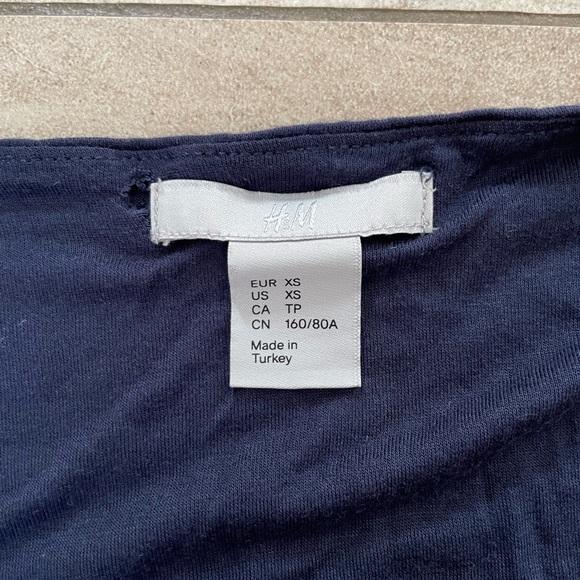 H&M
EUR XS
US XS
CA TP
CN 160/80A
Made in
Turkey